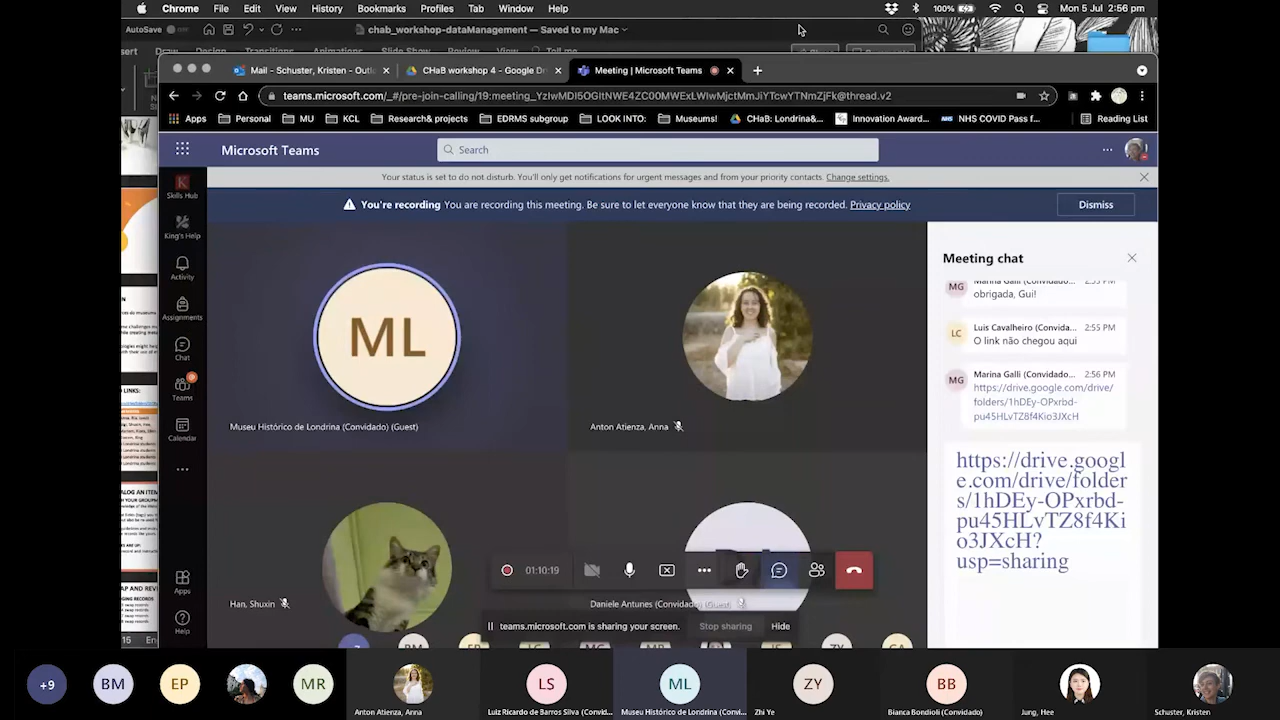 Chrome File Edit View History Bookmarks Profiles Tab Window Help 100% Mon 5 Jul 2:56 pm
AutoSave chab_workshop-dataManagement — Saved to my Mac
Mail - Schuster, Kristen - Outl
CHaB workshop 4 - Google Dr
Meeting | Microsoft Teams
Apps Personal MU KCL Research& projects EDRMS subgroup LOOK INTO: Museums! CHaB: Londrina&... Innovation Award... NHS COVID Pass f... Reading List
Microsoft Teams
Search
Your status is set to do not disturb. You'll only get notifications for urgent messages and from your priority contacts. Change settings.
You're recording You are recording this meeting. Be sure to let everyone know that they are being recorded. Privacy policy
Dismiss
Skills Hub
King's Help
Activity
Assignments
Chat
Teams
Calendar
Apps
Help
ML
Museu Histórico de Londrina (Convidado) (Guest)
Anton Atienza, Anna
Han, Shuxin
Daniele Antunes (Convidado) (Guest)
01:10:19
teams.microsoft.com is sharing your screen.
Stop sharing
Hide
Meeting chat
MG
Marina Galli (Convidado... 2:55 PM
obrigada, Gui!
LC
Luis Cavalheiro (Convida... 2:55 PM
O link não chegou aqui
MG
Marina Galli (Convidado... 2:56 PM
https://drive.google.com/drive/
folders/1hDEy-OPxrbd-
pu45HLvTZ8f4Kio3JXcH
https://drive.googl
e.com/drive/folder
s/1hDEy-OPxrbd-
pu45HLvTZ8f4Ki
o3JXcH?
usp=sharing
+9
BM
EP
MR
Anton Atienza, Anna
LS
Luiz Ricardo de Barros Silva (Convid...
ML
Museu Histórico de Londrina (Convi...
ZY
Zhi Ye
BB
Bianca Bondioli (Convidado)
Jung, Hee
Schuster, Kristen